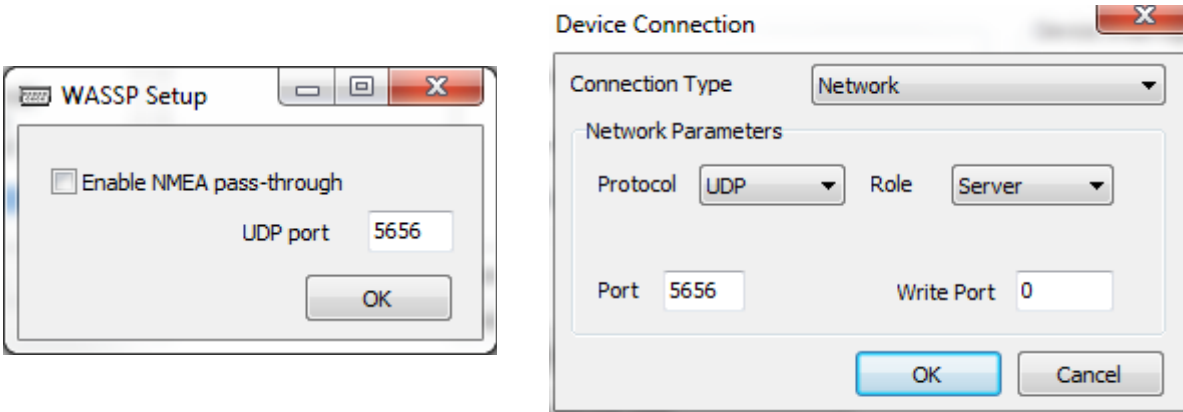 WASSP Setup
Enable NMEA pass-through
UDP port 5656
OK
Device Connection
Connection Type Network
Network Parameters
Protocol UDP Role Server
Port 5656 Write Port 0
OK Cancel